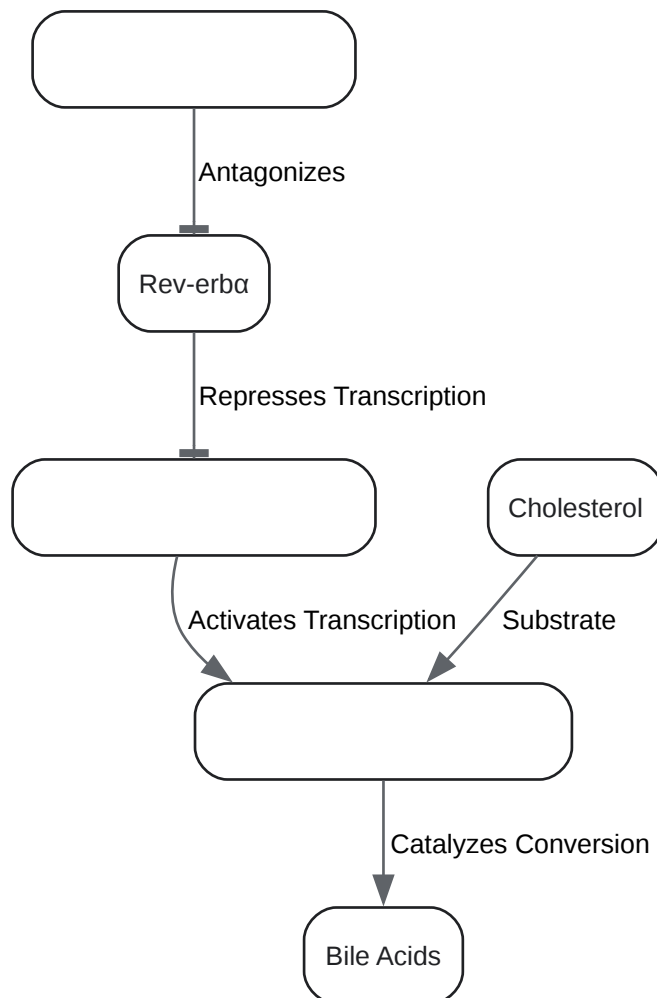 Antagonizes
Rev-erbα
Represses Transcription
Cholesterol
Activates Transcription
Substrate
Catalyzes Conversion
Bile Acids